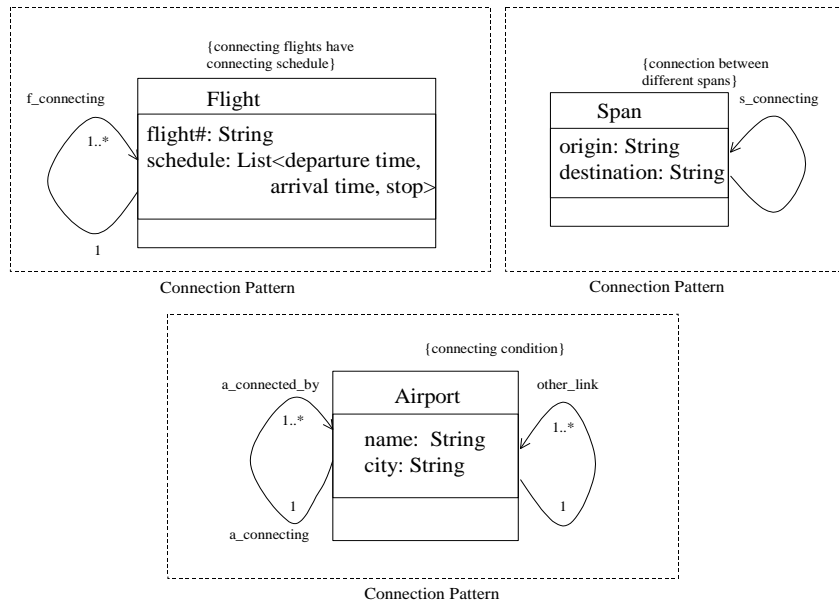 {connecting flights have
connecting schedule}
f_connecting
Flight
1..*
flight#: String
schedule: List<departure time,
arrival time, stop>
1
Connection Pattern
{connection between
different spans}
s_connecting
Span
origin: String
destination: String
Connection Pattern
{connecting condition}
a_connected_by
other_link
Airport
1..*
1..*
name: String
city: String
1
1
a_connecting
Connection Pattern